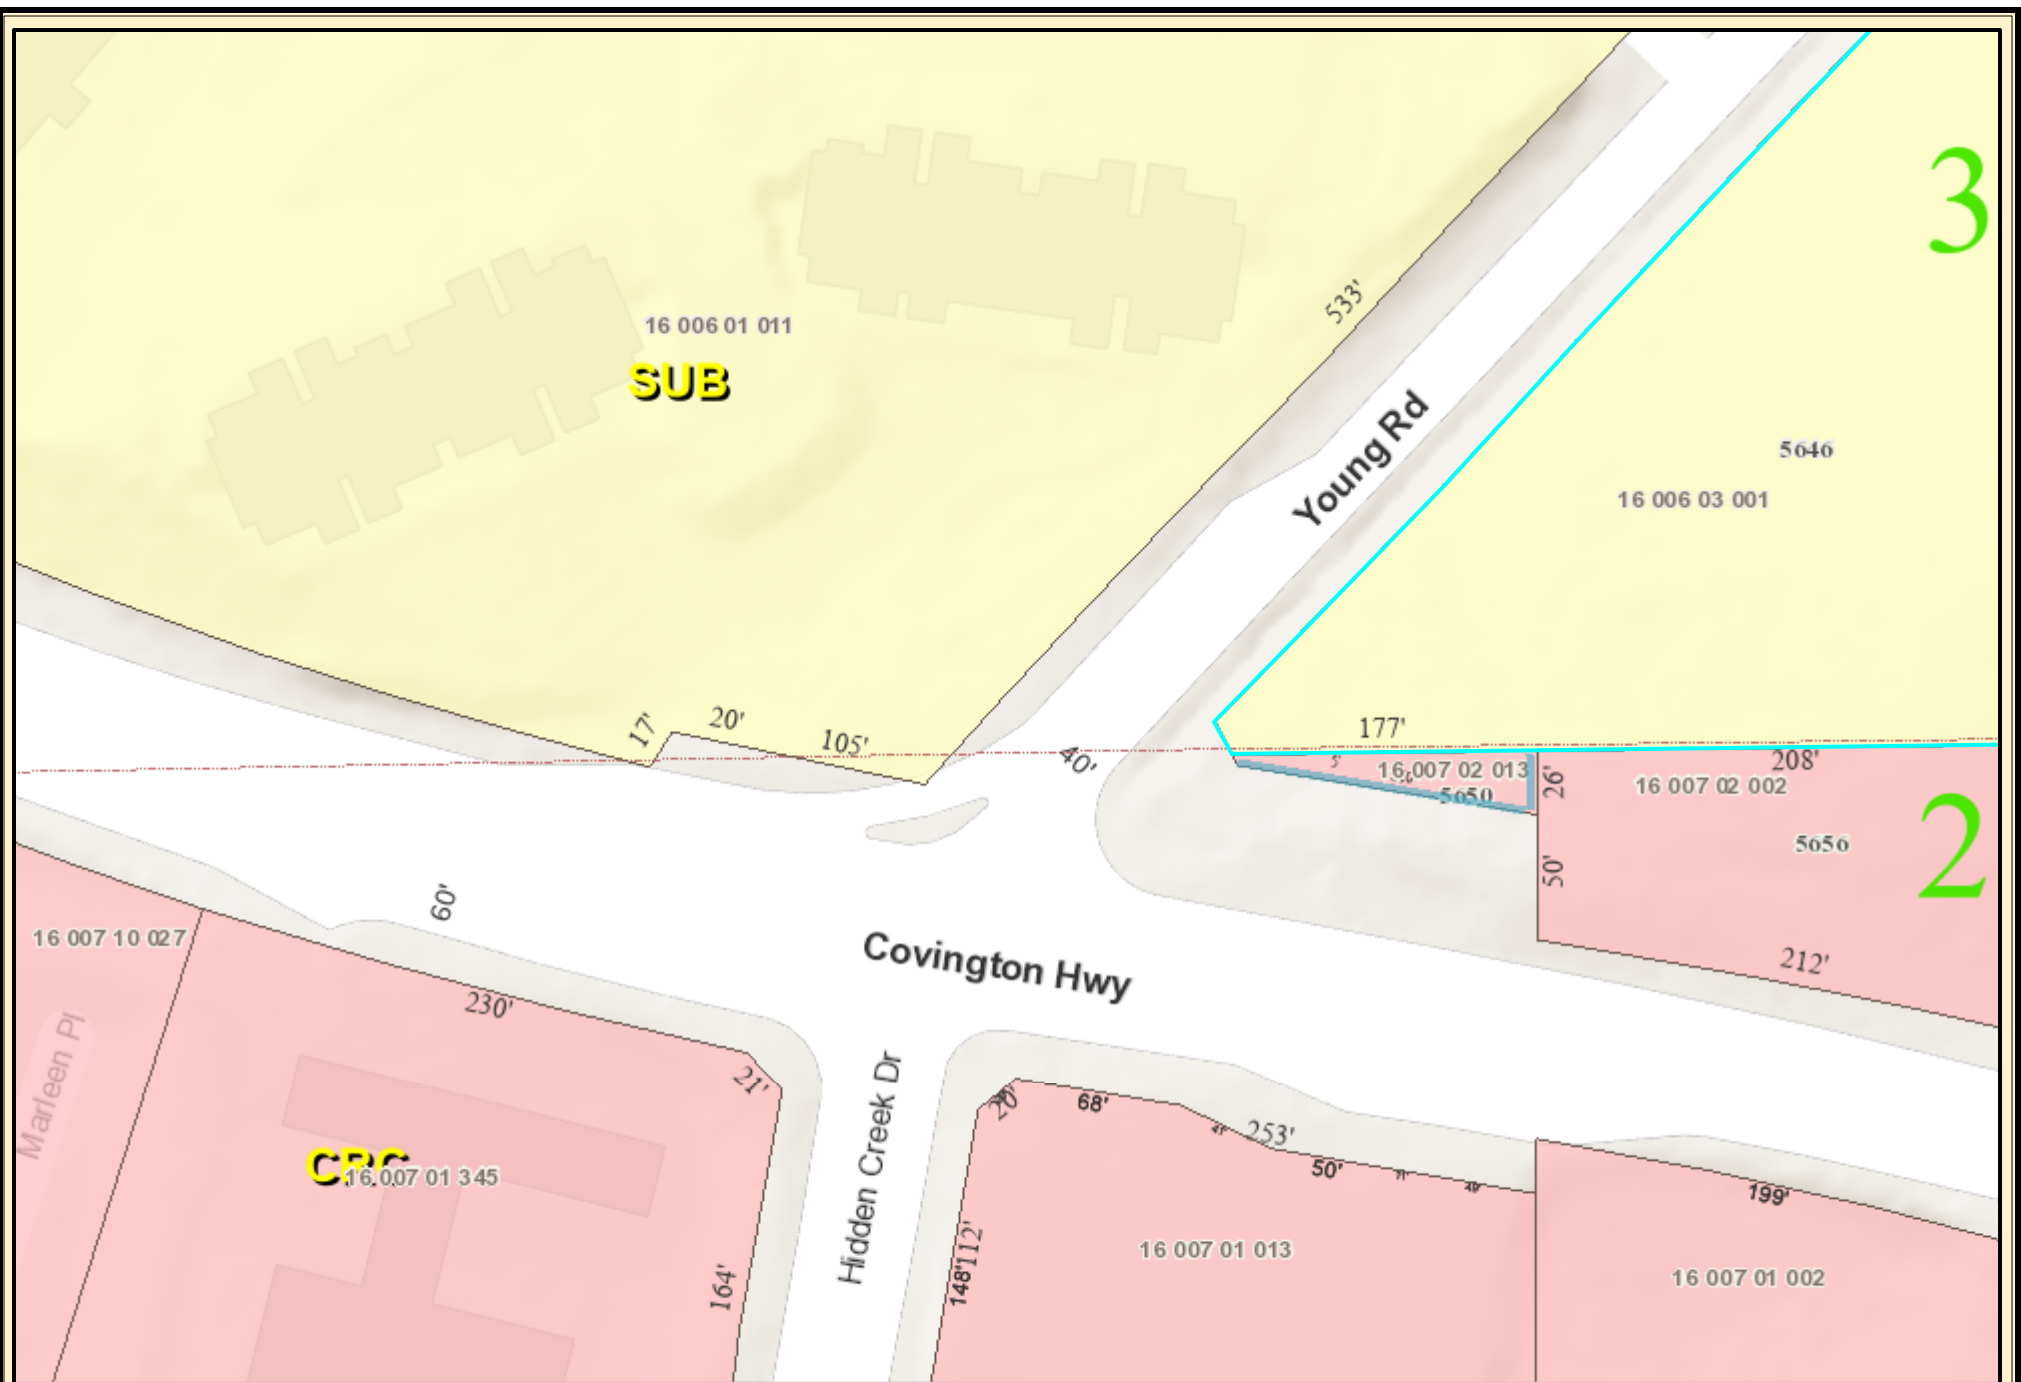 3
533'
16 006 01 011
SUB
Young Rd
5646
16 006 03 001
17'
20'
105'
177'
40'
5'
16 007 02 013
5650
26'
208'
16 007 02 002
2
5656
50'
60'
16 007 10 027
Covington Hwy
212'
230'
Marleen Pl
21'
Hidden Creek Dr
20'
68'
253'
50'
199'
CRC
16 007 01 345
164'
112'
148'
16 007 01 013
16 007 01 002